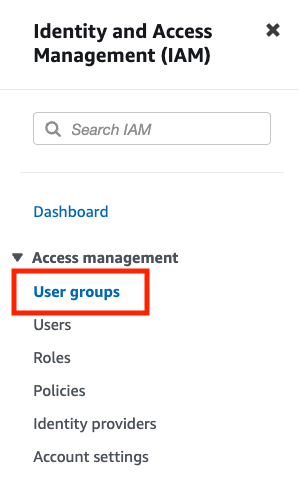 Identity and Access
Management (IAM)
Search IAM
Dashboard
Access management
User groups
Users
Roles
Policies
Identity providers
Account settings